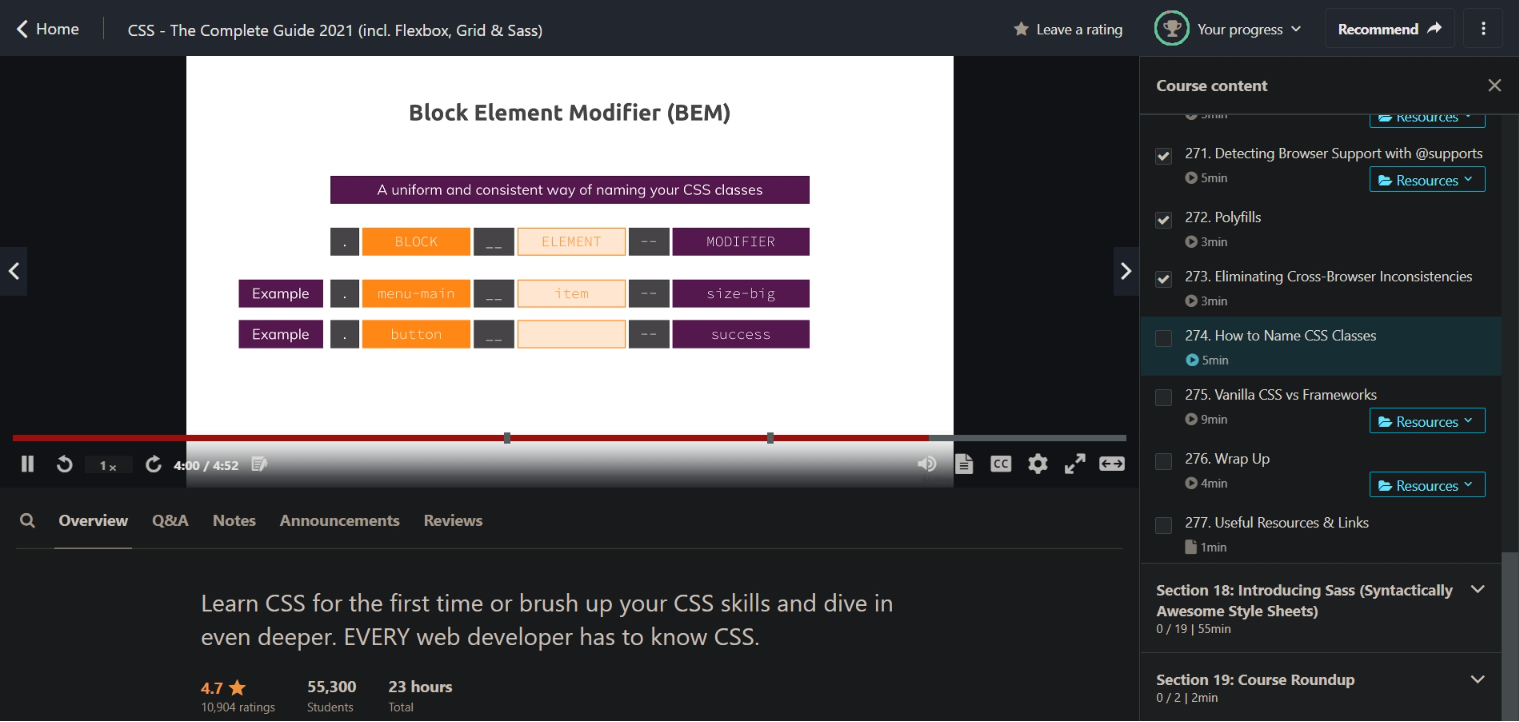 Home
CSS - The Complete Guide 2021 (incl. Flexbox, Grid & Sass)
Leave a rating
Your progress
Recommend
Block Element Modifier (BEM)
A uniform and consistent way of naming your CSS classes
. BLOCK __ ELEMENT -- MODIFIER
Example . menu-main __ item -- size-big
Example . button __ -- success
1x
4:00 / 4:52
CC
Overview Q&A Notes Announcements Reviews
Learn CSS for the first time or brush up your CSS skills and dive in
even deeper. EVERY web developer has to know CSS.
4.7 55,300 23 hours
10,904 ratings Students Total
Course content
5min
Resources
271. Detecting Browser Support with @supports
5min
Resources
272. Polyfills
3min
273. Eliminating Cross-Browser Inconsistencies
3min
274. How to Name CSS Classes
5min
275. Vanilla CSS vs Frameworks
9min
Resources
276. Wrap Up
4min
Resources
277. Useful Resources & Links
1min
Section 18: Introducing Sass (Syntactically
Awesome Style Sheets)
0 / 19 | 55min
Section 19: Course Roundup
0 / 2 | 2min